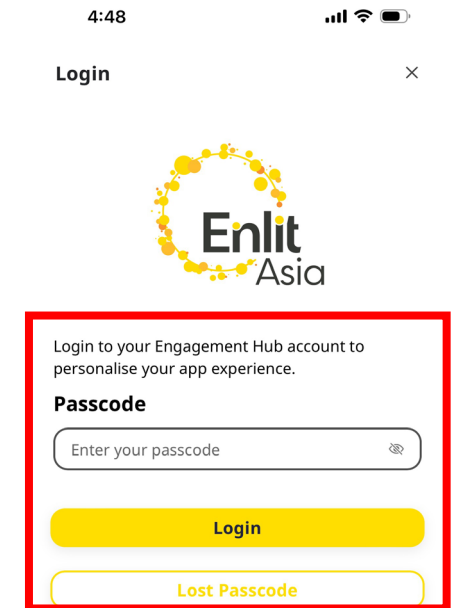 4:48
Login
Enlit
Asia
Login to your Engagement Hub account to
personalise your app experience.
Passcode
Enter your passcode
Login
Lost Passcode